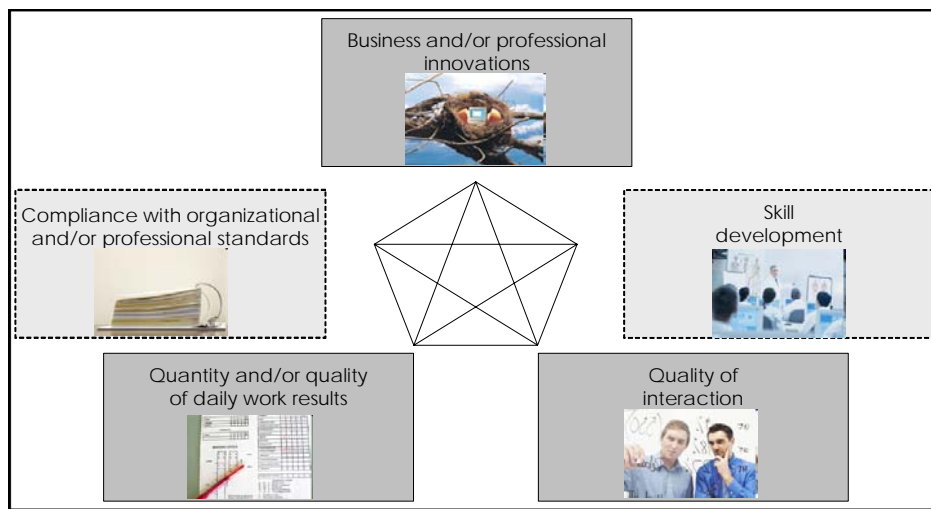 Business and/or professional
innovations
Compliance with organizational
and/or professional standards
Skill
development
Quantity and/or quality
of daily work results
Quality of
interaction